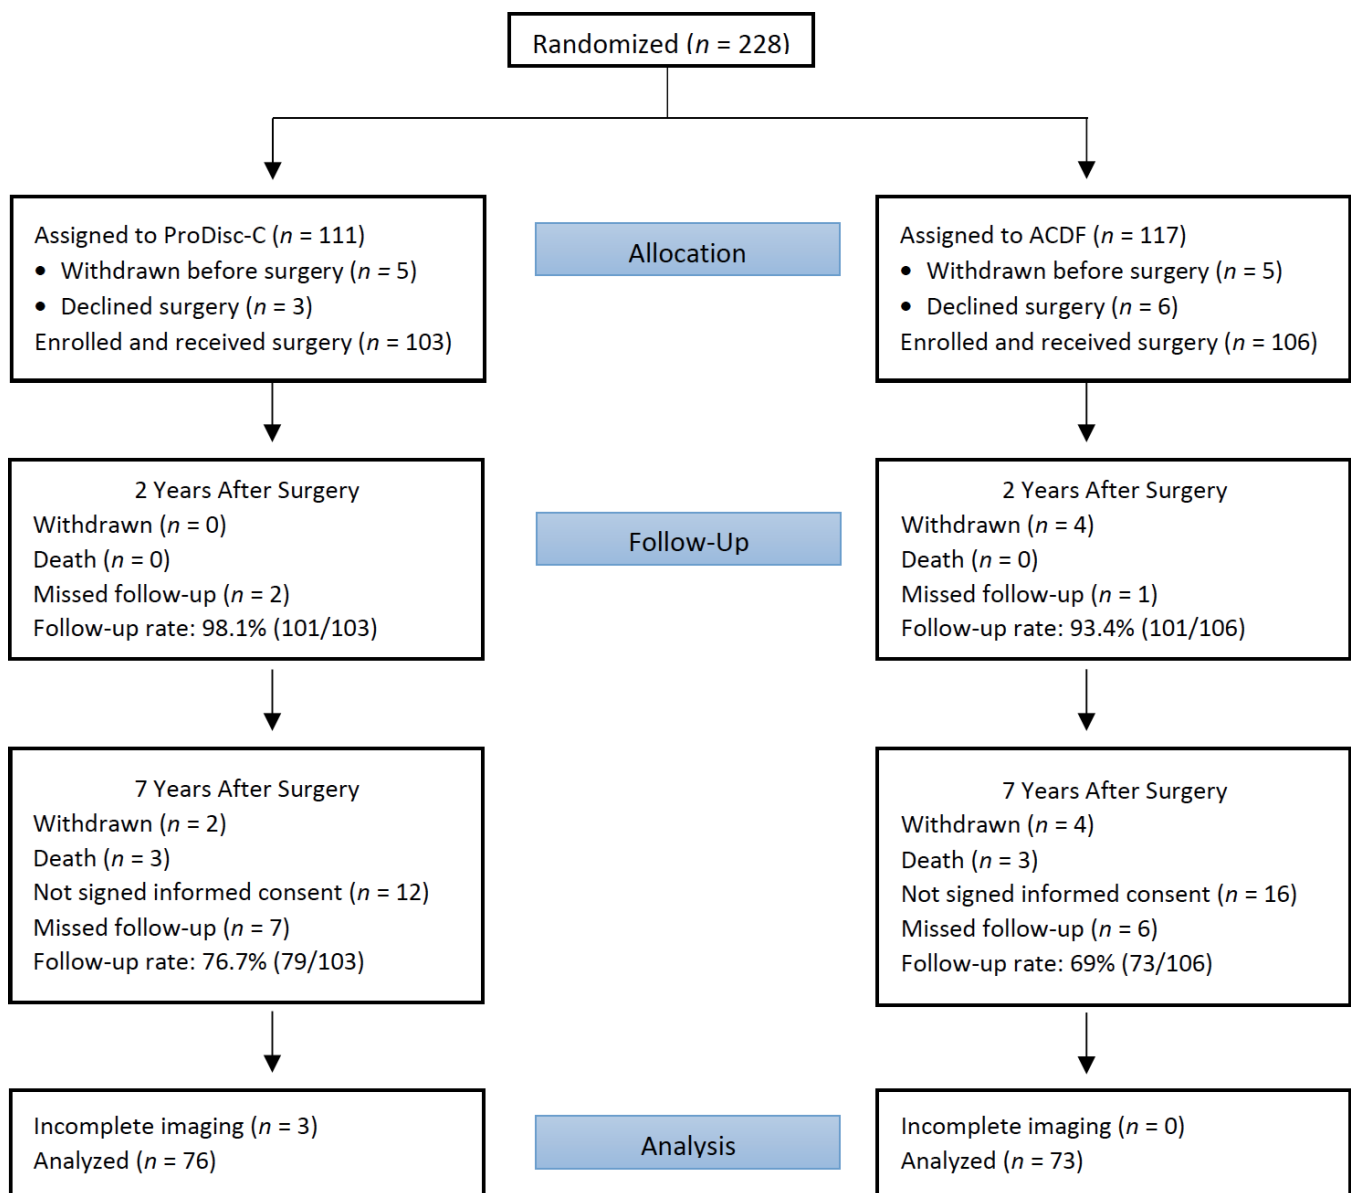 Randomized (n = 228)
Assigned to ProDisc-C (n = 111)
• Withdrawn before surgery (n = 5)
• Declined surgery (n = 3)
Enrolled and received surgery (n = 103)
Allocation
Assigned to ACDF (n = 117)
• Withdrawn before surgery (n = 5)
• Declined surgery (n = 6)
Enrolled and received surgery (n = 106)
2 Years After Surgery
Withdrawn (n = 0)
Death (n = 0)
Missed follow-up (n = 2)
Follow-up rate: 98.1% (101/103)
Follow-Up
2 Years After Surgery
Withdrawn (n = 4)
Death (n = 0)
Missed follow-up (n = 1)
Follow-up rate: 93.4% (101/106)
7 Years After Surgery
Withdrawn (n = 2)
Death (n = 3)
Not signed informed consent (n = 12)
Missed follow-up (n = 7)
Follow-up rate: 76.7% (79/103)
7 Years After Surgery
Withdrawn (n = 4)
Death (n = 3)
Not signed informed consent (n = 16)
Missed follow-up (n = 6)
Follow-up rate: 69% (73/106)
Incomplete imaging (n = 3)
Analyzed (n = 76)
Analysis
Incomplete imaging (n = 0)
Analyzed (n = 73)